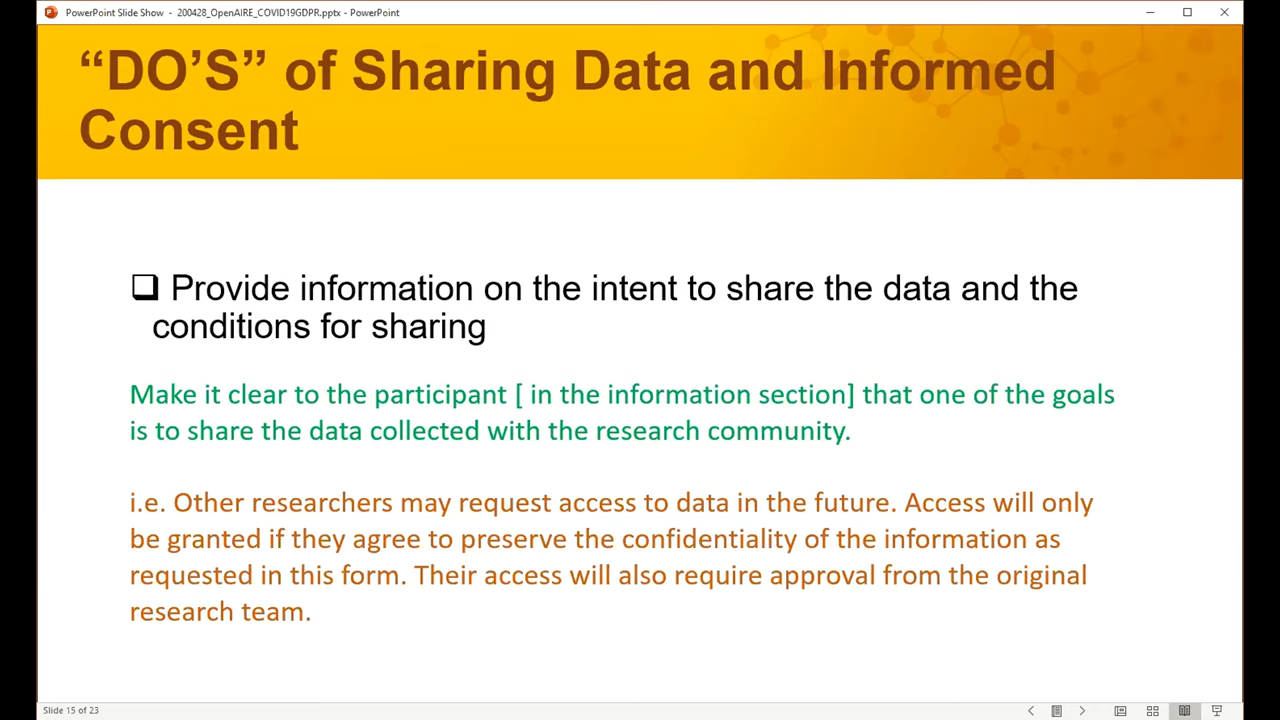 PowerPoint Slide Show - 200428_OpenAIRE_COVID19GDPR.pptx - PowerPoint
“DO’S” of Sharing Data and Informed
Consent
❑ Provide information on the intent to share the data and the
conditions for sharing
Make it clear to the participant [ in the information section] that one of the goals
is to share the data collected with the research community.
i.e. Other researchers may request access to data in the future. Access will only
be granted if they agree to preserve the confidentiality of the information as
requested in this form. Their access will also require approval from the original
research team.
Slide 15 of 23